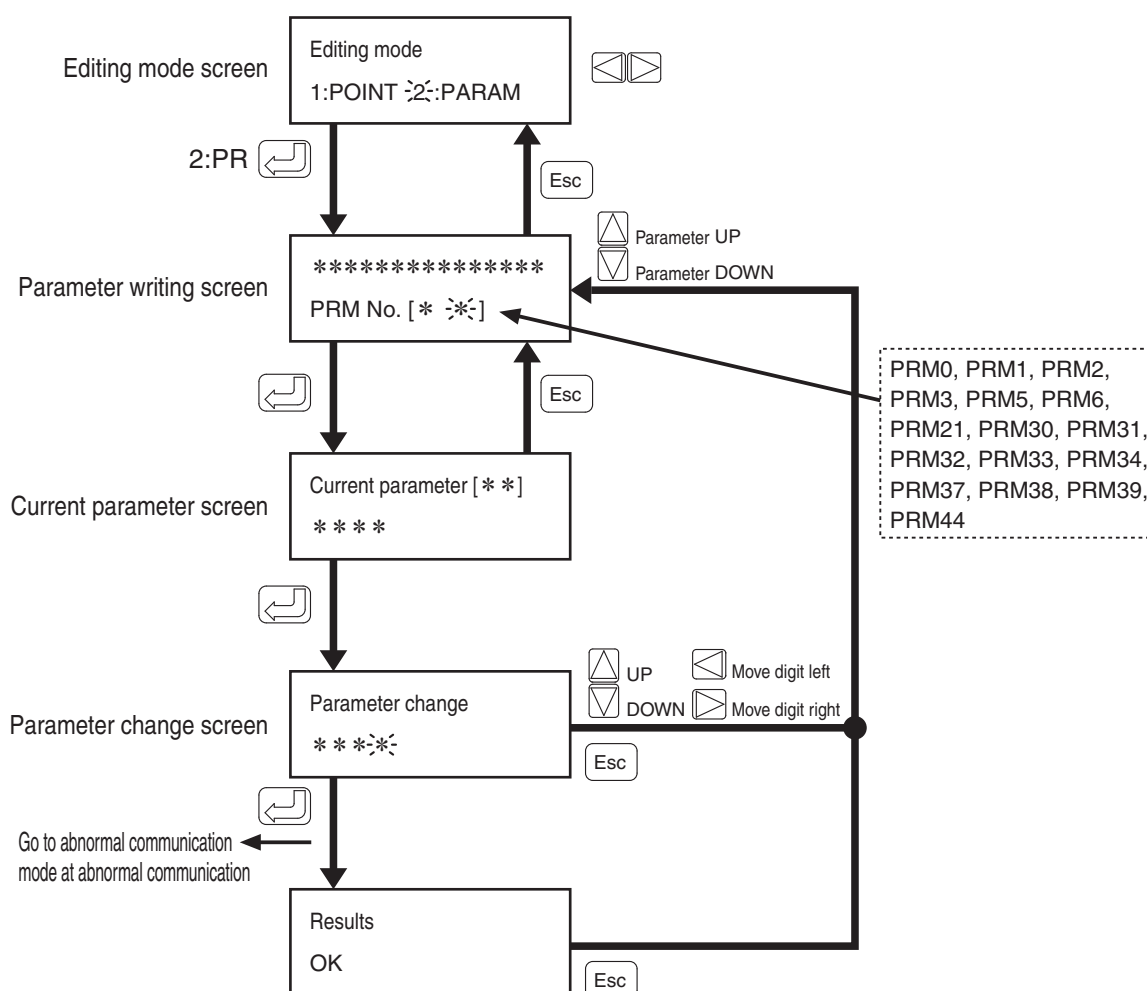 Editing mode screen
Editing mode
1:POINT 2:PARAM
2:PR
Esc
Parameter UP
Parameter DOWN
Parameter writing screen
***************
PRM No. [* *]
Esc
PRM0, PRM1, PRM2,
PRM3, PRM5, PRM6,
PRM21, PRM30, PRM31,
PRM32, PRM33, PRM34,
PRM37, PRM38, PRM39,
PRM44
Current parameter screen
Current parameter [* *]
* * * *
Parameter change screen
Parameter change
* * * *
UP
DOWN
Move digit left
Move digit right
Esc
Go to abnormal communication
mode at abnormal communication
Results
OK
Esc